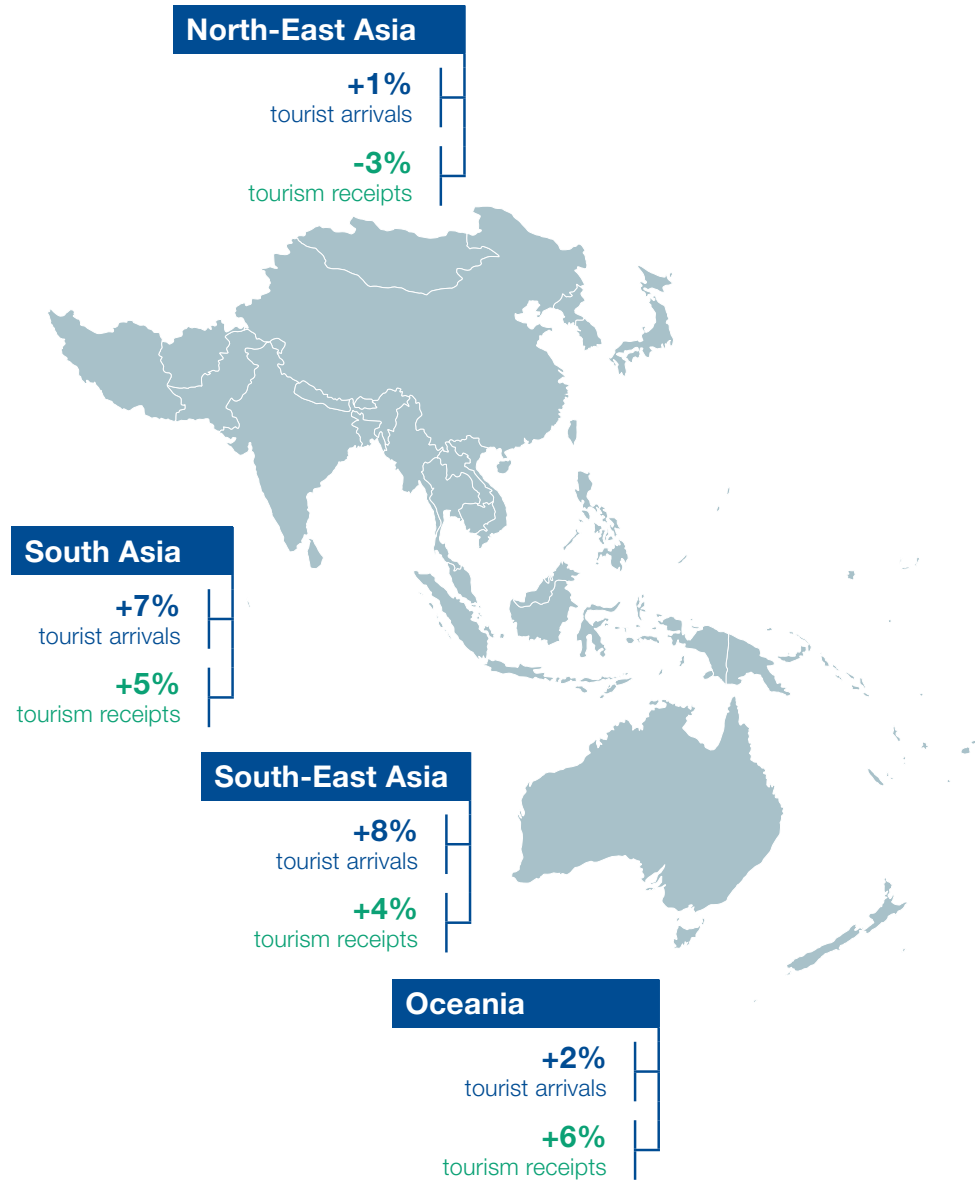 North-East Asia
+1%
tourist arrivals
-3%
tourism receipts
South Asia
+7%
tourist arrivals
+5%
tourism receipts
South-East Asia
+8%
tourist arrivals
+4%
tourism receipts
Oceania
+2%
tourist arrivals
+6%
tourism receipts